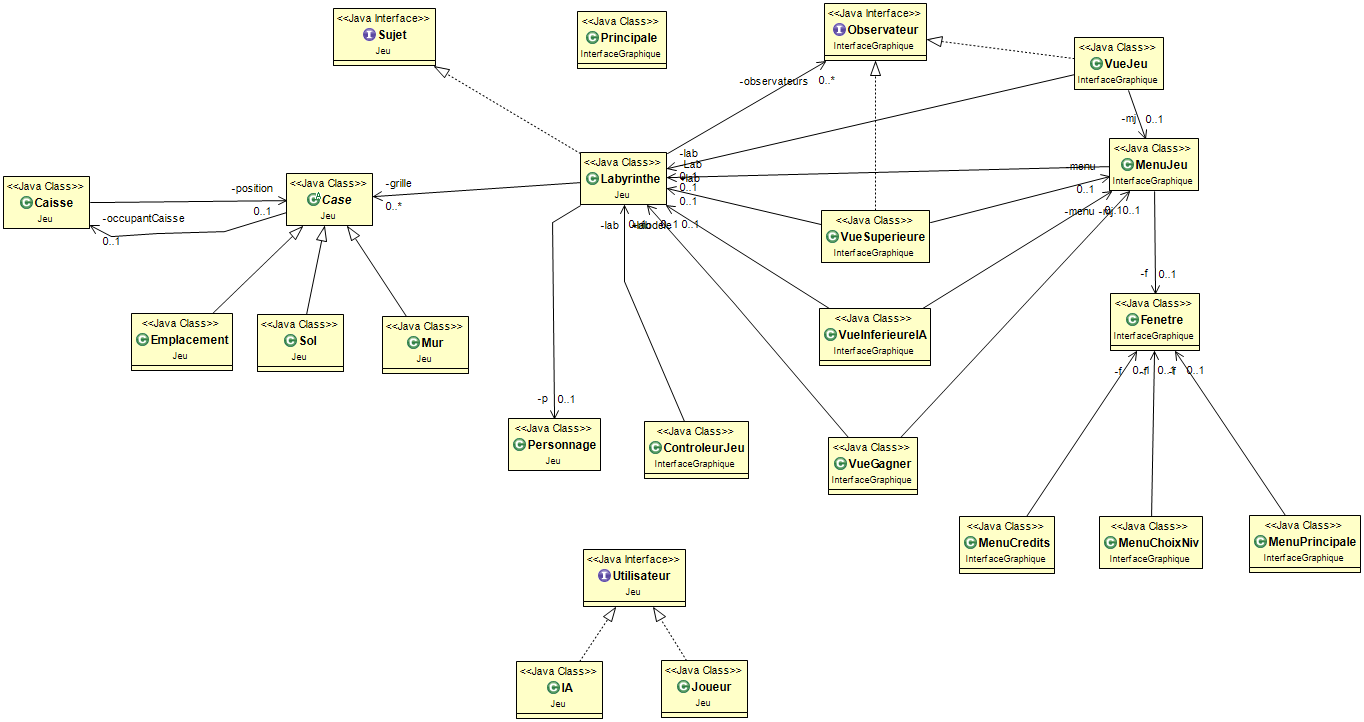 <<Java Interface>>
Sujet
Jeu
<<Java Class>>
Principale
InterfaceGraphique
<<Java Interface>>
Observateur
InterfaceGraphique
<<Java Class>>
VueJeu
InterfaceGraphique
-observateurs 0..*
-mj 0..1
<<Java Class>>
Caisse
Jeu
-position
0..1
-occupantCaisse
0..1
<<Java Class>>
Case
Jeu
-grille
0..*
<<Java Class>>
Labyrinthe
Jeu
-lab
-Lab
0..1
-lab
0..1
0..1
<<Java Class>>
MenuJeu
InterfaceGraphique
-menu
0..1
<<Java Class>>
VueSuperieure
InterfaceGraphique
-menu -mj
0..1
-lab
0..1
0..1
-f 0..1
<<Java Class>>
Emplacement
Jeu
<<Java Class>>
Sol
Jeu
<<Java Class>>
Mur
Jeu
<<Java Class>>
VueInferieureIA
InterfaceGraphique
<<Java Class>>
Fenetre
InterfaceGraphique
-f
-f
0..1
-p 0..1
<<Java Class>>
Personnage
Jeu
<<Java Class>>
ControleurJeu
InterfaceGraphique
<<Java Class>>
VueGagner
InterfaceGraphique
<<Java Class>>
MenuCredits
InterfaceGraphique
<<Java Class>>
MenuChoixNiv
InterfaceGraphique
<<Java Class>>
MenuPrincipale
InterfaceGraphique
<<Java Interface>>
Utilisateur
Jeu
<<Java Class>>
IA
Jeu
<<Java Class>>
Joueur
Jeu